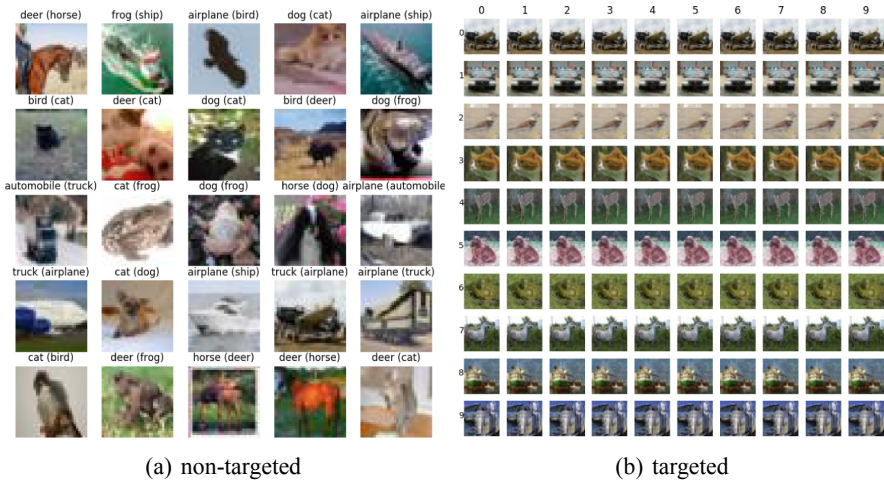 deer (horse) frog (ship) airplane (bird) dog (cat) airplane (ship)
bird (cat) deer (cat) dog (cat) bird (deer) dog (frog)
automobile (truck) cat (frog) dog (frog) horse (dog) airplane (automobile
truck (airplane) cat (dog) airplane (ship) truck (airplane) airplane (truck)
cat (bird) deer (frog) horse (deer) deer (horse) deer (cat)
(a) non-targeted
0 1 2 3 4 5 6 7 8 9
0
1
2
3
4
5
6
7
8
9
(b) targeted